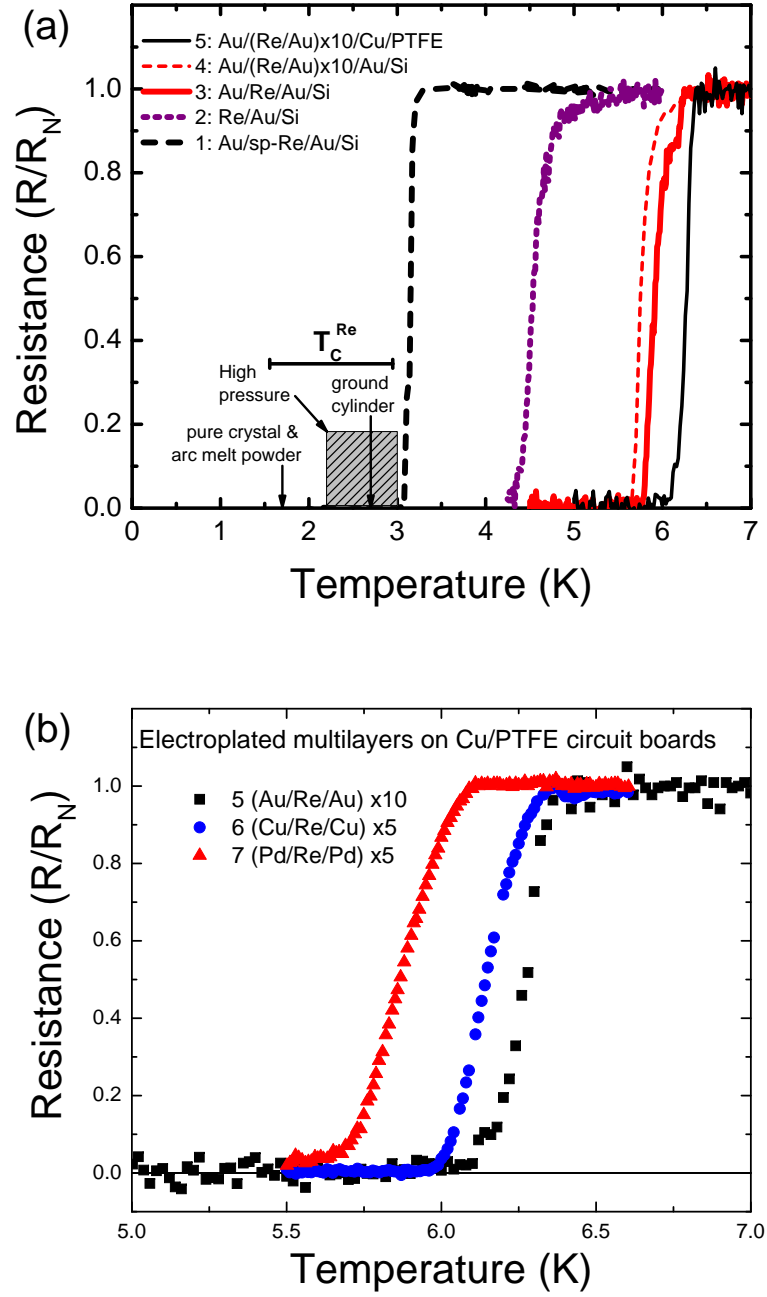 (a)
5: Au/(Re/Au)x10/Cu/PTFE
4: Au/(Re/Au)x10/Au/Si
3: Au/Re/Au/Si
2: Re/Au/Si
1: Au/sp-Re/Au/Si
1.0
0.8
0.6
0.4
0.2
0.0
Resistance (R/R_N)
T_C^Re
High
pressure
ground
cylinder
pure crystal &
arc melt powder
0 1 2 3 4 5 6 7
Temperature (K)
(b)
Electroplated multilayers on Cu/PTFE circuit boards
5 (Au/Re/Au) x10
6 (Cu/Re/Cu) x5
7 (Pd/Re/Pd) x5
1.0
0.8
0.6
0.4
0.2
0.0
Resistance (R/R_N)
5.0 5.5 6.0 6.5 7.0
Temperature (K)